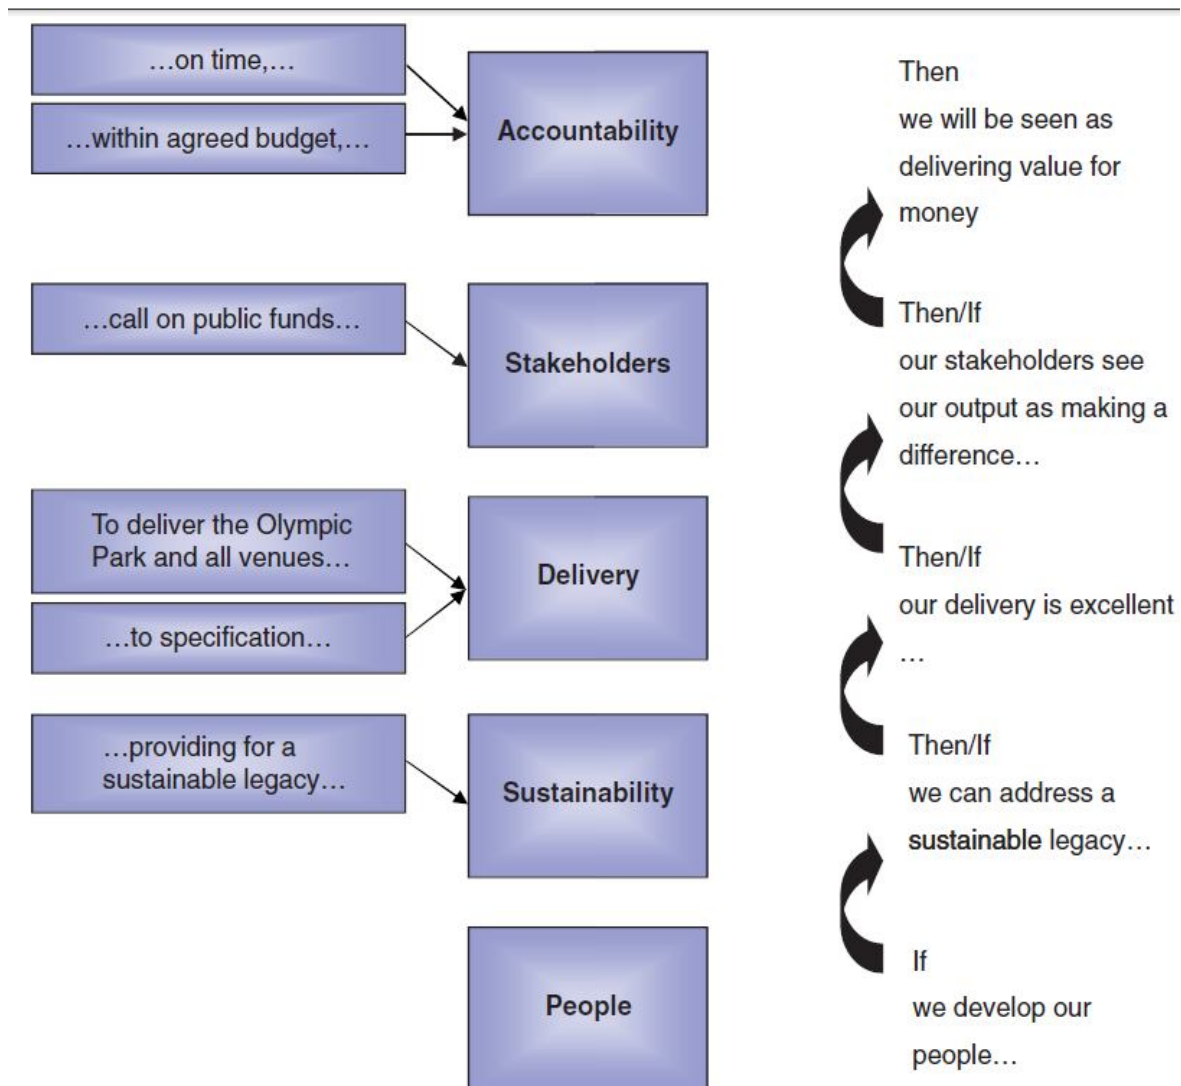 …on time,…
…within agreed budget,…
Accountability
Then
we will be seen as
delivering value for
money
…call on public funds…
Stakeholders
Then/If
our stakeholders see
our output as making a
difference…
To deliver the Olympic
Park and all venues…
…to specification…
Delivery
Then/If
our delivery is excellent
…
…providing for a
sustainable legacy…
Sustainability
Then/If
we can address a
sustainable legacy…
People
If
we develop our
people…